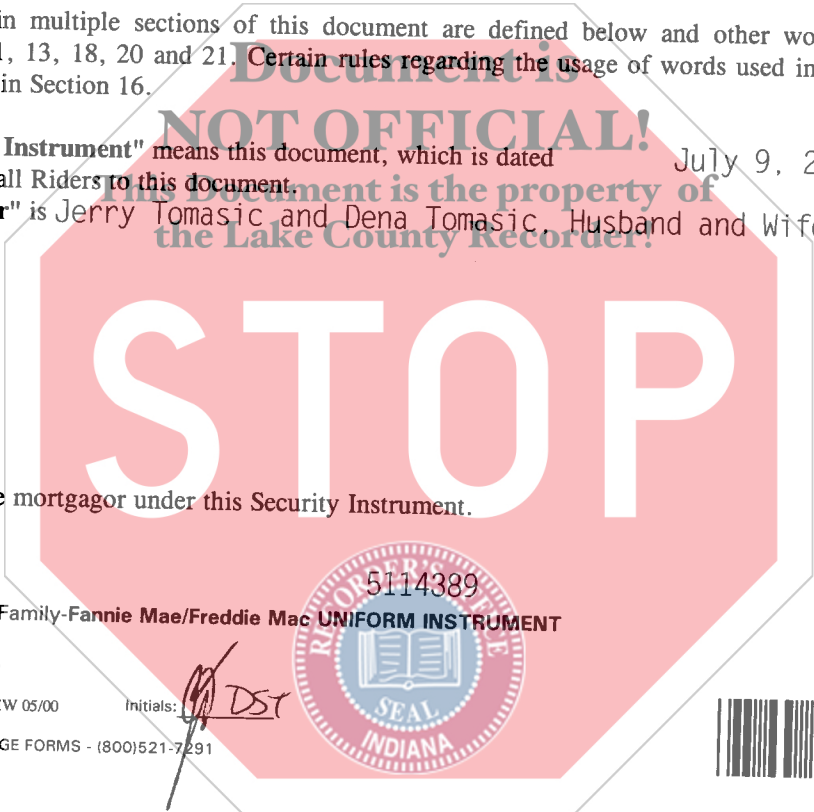 in multiple sections of this document are defined below and other wo
, 13, 18, 20 and 21. Certain rules regarding the usage of words used in
in Section 16.
Document is
NOT OFFICIAL!
Instrument" means this document, which is dated July 9, 2
all Riders to this document.
This Document is the property of
r" is Jerry Tomasic and Dena Tomasic, Husband and Wife
the Lake County Recorder!
STOP
e mortgagor under this Security Instrument.
5114389
Family-Fannie Mae/Freddie Mac UNIFORM INSTRUMENT
RECORDER'S OFFICE
SEAL
INDIANA
W 05/00 Initials: DST
GE FORMS - (800)521-7291